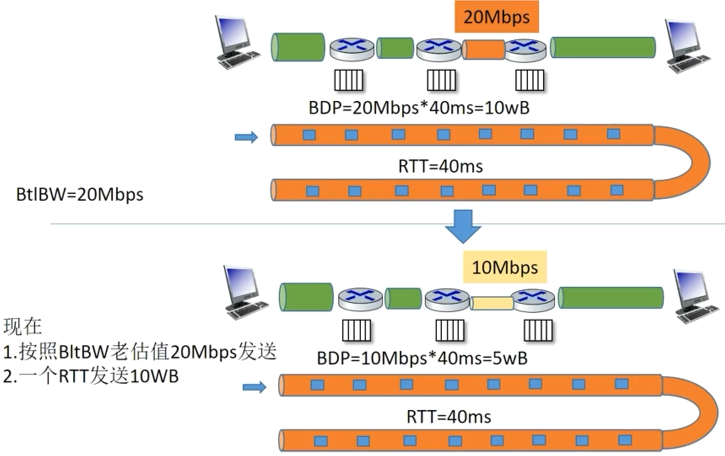 20Mbps
BDP=20Mbps*40ms=10wB
RTT=40ms
BtlBW=20Mbps
10Mbps
现在
1.按照BltBW老估值20Mbps发送
2.一个RTT发送10WB
BDP=10Mbps*40ms=5wB
RTT=40ms